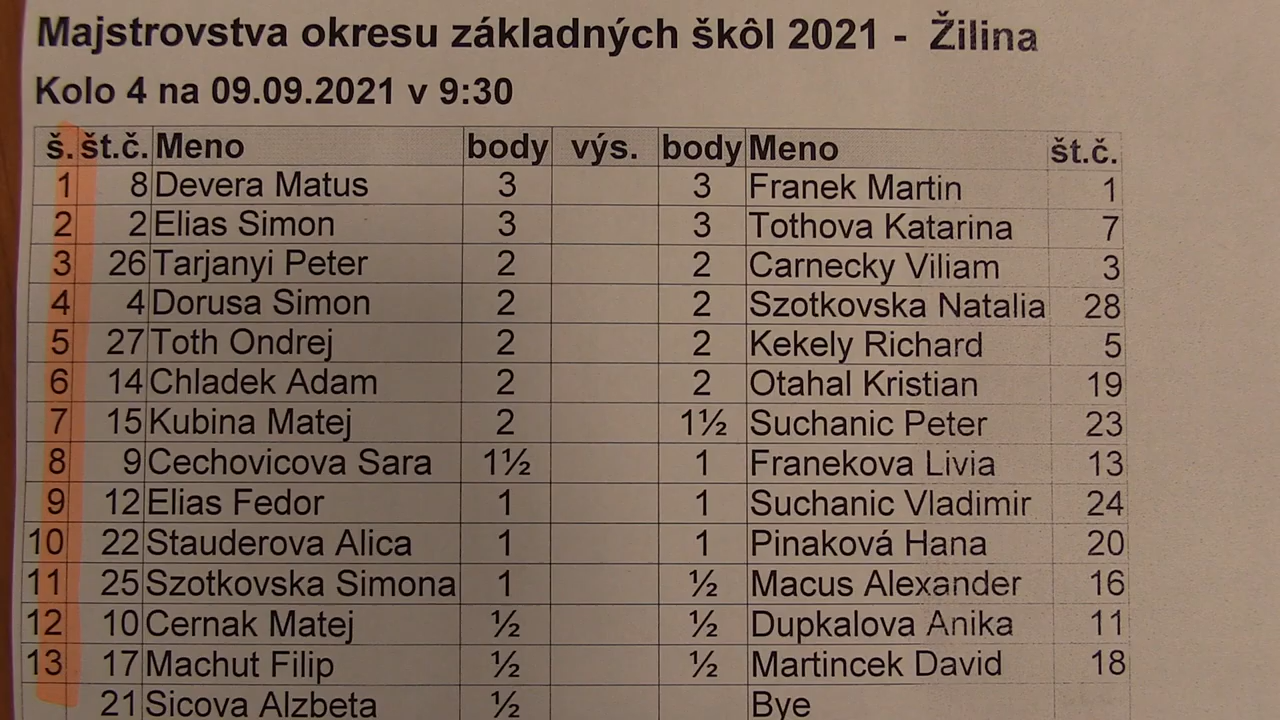 Majstrovstva okresu základných škôl 2021 - Žilina
Kolo 4 na 09.09.2021 v 9:30
š. št.č. Meno body výs. body Meno št.č.
1 8 Devera Matus 3 3 Franek Martin 1
2 2 Elias Simon 3 3 Tothova Katarina 7
3 26 Tarjanyi Peter 2 2 Carnecky Viliam 3
4 4 Dorusa Simon 2 2 Szotkovska Natalia 28
5 27 Toth Ondrej 2 2 Kekely Richard 5
6 14 Chladek Adam 2 2 Otahal Kristian 19
7 15 Kubina Matej 2 1½ Suchanic Peter 23
8 9 Cechovicova Sara 1½ 1 Franekova Livia 13
9 12 Elias Fedor 1 1 Suchanic Vladimir 24
10 22 Stauderova Alica 1 1 Pinaková Hana 20
11 25 Szotkovska Simona 1 ½ Macus Alexander 16
12 10 Cernak Matej ½ ½ Dupkalova Anika 11
13 17 Machut Filip ½ ½ Martincek David 18
21 Sicova Alzbeta ½ Bye